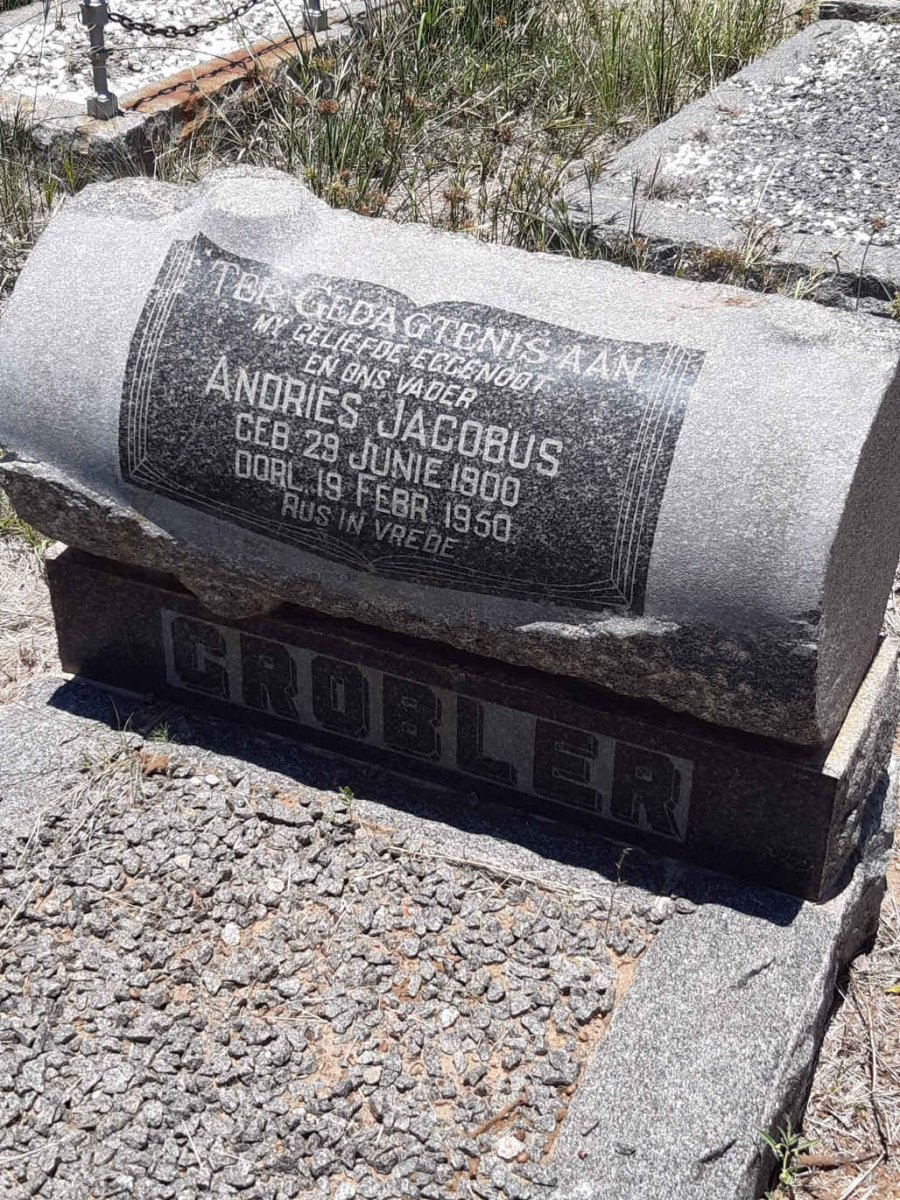 TER GEDAGTENIS AAN
MY GELIEFDE EGGENOOT
EN ONS VADER
ANDRIES JACOBUS
GEB. 29 JUNIE 1900
OORL. 19 FEBR. 1950
RUS IN VREDE
GROBLER